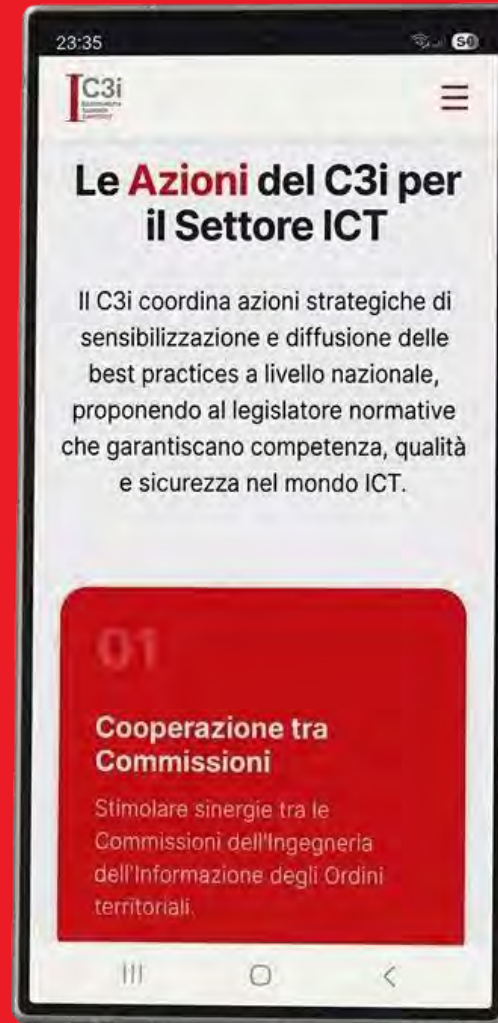 23:35
C3i
Le Azioni del C3i per
il Settore ICT
Il C3i coordina azioni strategiche di
sensibilizzazione e diffusione delle
best practices a livello nazionale,
proponendo al legislatore normative
che garantiscano competenza, qualità
e sicurezza nel mondo ICT.
01
Cooperazione tra
Commissioni
Stimolare sinergie tra le
Commissioni dell'Ingegneria
dell'Informazione degli Ordini
territoriali.